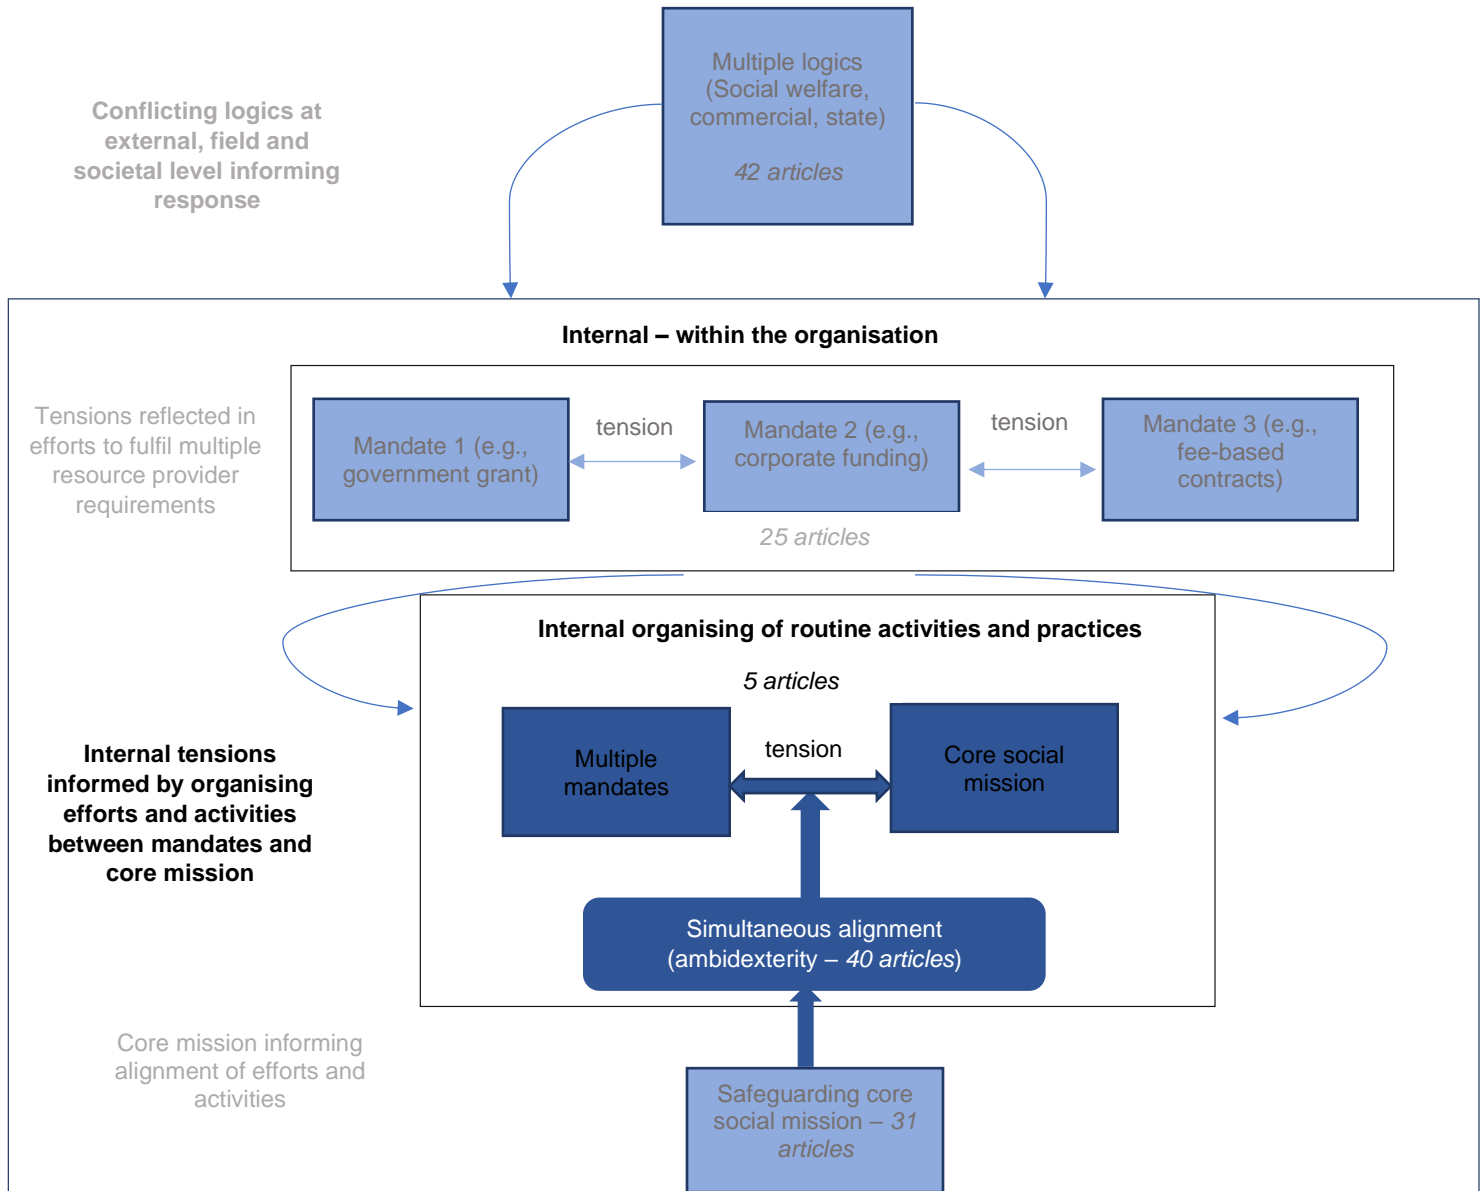 Multiple logics
(Social welfare,
commercial, state)
42 articles
Conflicting logics at
external, field and
societal level informing
response
Internal – within the organisation
Tensions reflected in
efforts to fulfil multiple
resource provider
requirements
Mandate 1 (e.g.,
government grant)
tension
Mandate 2 (e.g.,
corporate funding)
tension
Mandate 3 (e.g.,
fee-based
contracts)
25 articles
Internal organising of routine activities and practices
5 articles
Internal tensions
informed by organising
efforts and activities
between mandates and
core mission
Multiple
mandates
tension
Core social
mission
Simultaneous alignment
(ambidexterity – 40 articles)
Core mission informing
alignment of efforts and
activities
Safeguarding core
social mission – 31
articles